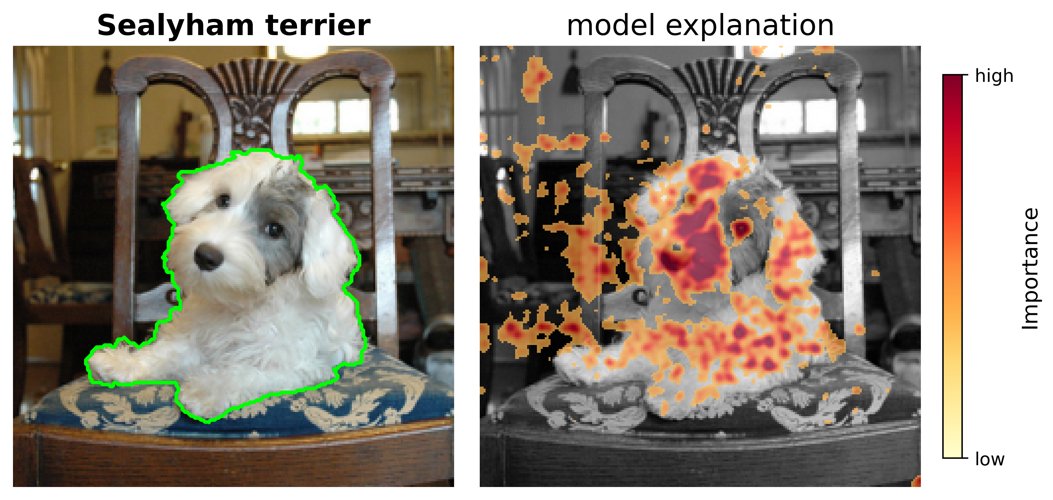 Sealyham terrier
model explanation
high
Importance
low